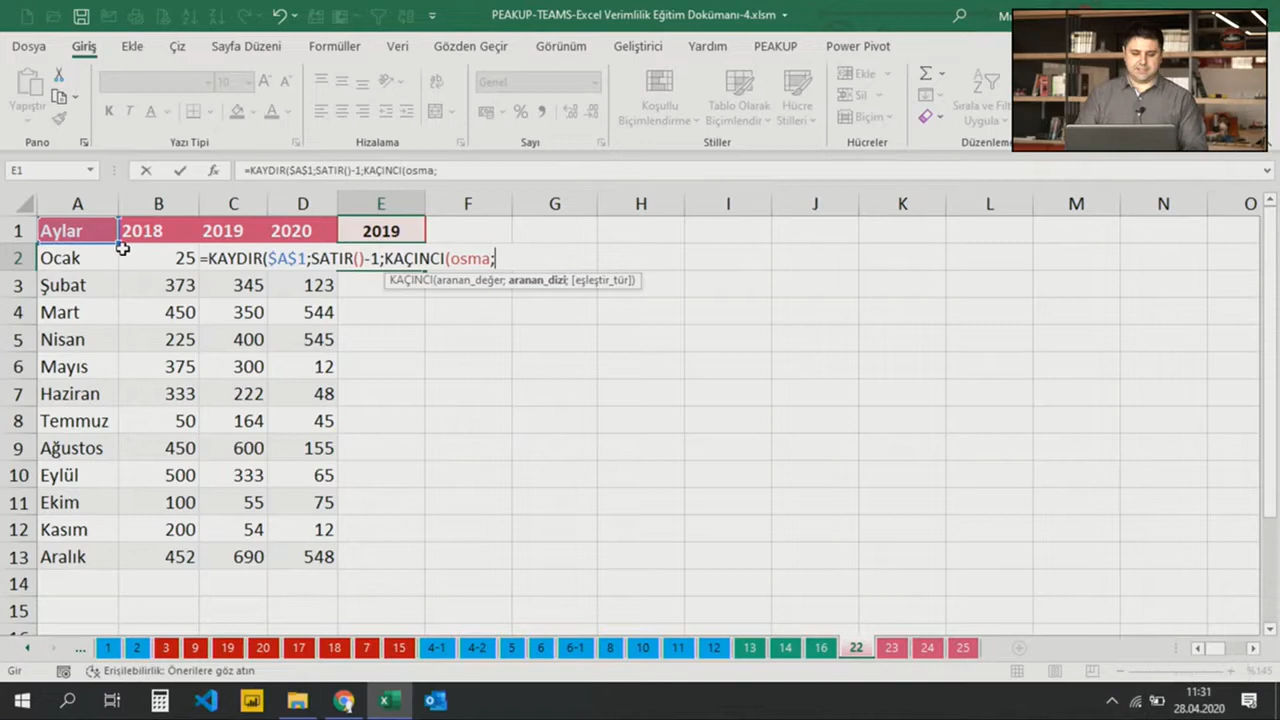 PEAKUP-TEAMS-Excel Verimlilik Eğitim Dokümanı-4.xlsm
Dosya Giriş Ekle Çiz Sayfa Düzeni Formüller Veri Gözden Geçir Görünüm Geliştirici Yardım PEAKUP Power Pivot
Yapıştır
10
K T A
Genel
Koşullu Biçimlendirme
Tablo Olarak Biçimlendir
Hücre Stilleri
Ekle
Sil
Biçim
Sırala ve
Pano Yazı Tipi Hizalama Sayı Stiller Hücreler
E1 fx =KAYDIR($A$1;SATIR()-1;KAÇINCI(osma;
A B C D E F G H I J K L M N O
1 Aylar 2018 2019 2020 2019
2 Ocak 25 =KAYDIR($A$1;SATIR()-1;KAÇINCI(osma;
KAÇINCI(aranan_değer; aranan_dizi; [eşleştir_tür])
3 Şubat 373 345 123
4 Mart 450 350 544
5 Nisan 225 400 545
6 Mayıs 375 300 12
7 Haziran 333 222 48
8 Temmuz 50 164 45
9 Ağustos 450 600 155
10 Eylül 500 333 65
11 Ekim 100 55 75
12 Kasım 200 54 12
13 Aralık 452 690 548
14
15
... 1 2 3 9 19 20 17 18 7 15 4-1 4-2 5 6 6-1 8 10 11 12 13 14 16 22 23 24 25
Gir Erişilebilirlik: Önerilere göz atın %145
11:31
28.04.2020